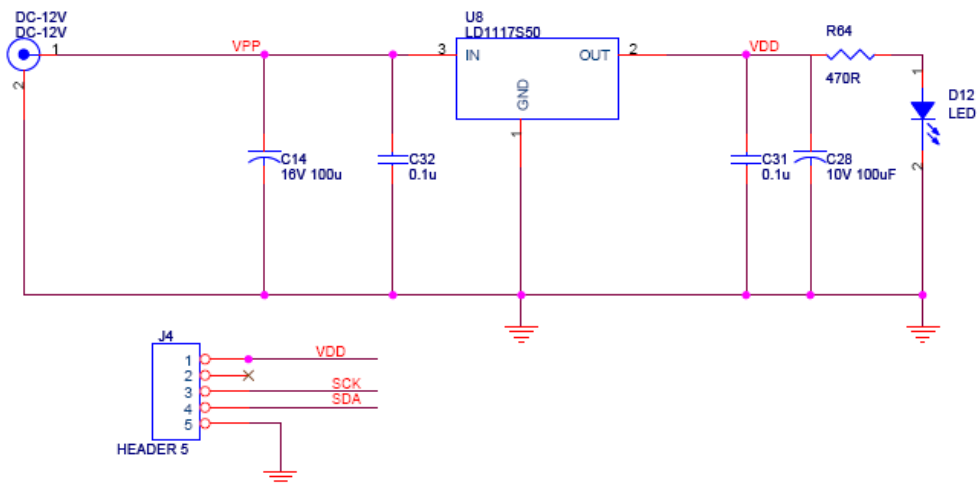 DC-12V
DC-12V
1
2
VPP
C14
16V 100u
C32
0.1u
U8
LD1117S50
3
IN
OUT
2
GND
1
VDD
C31
0.1u
C28
10V 100uF
R64
470R
1
D12
LED
2
J4
1
VDD
2
3
SCK
4
SDA
5
HEADER 5